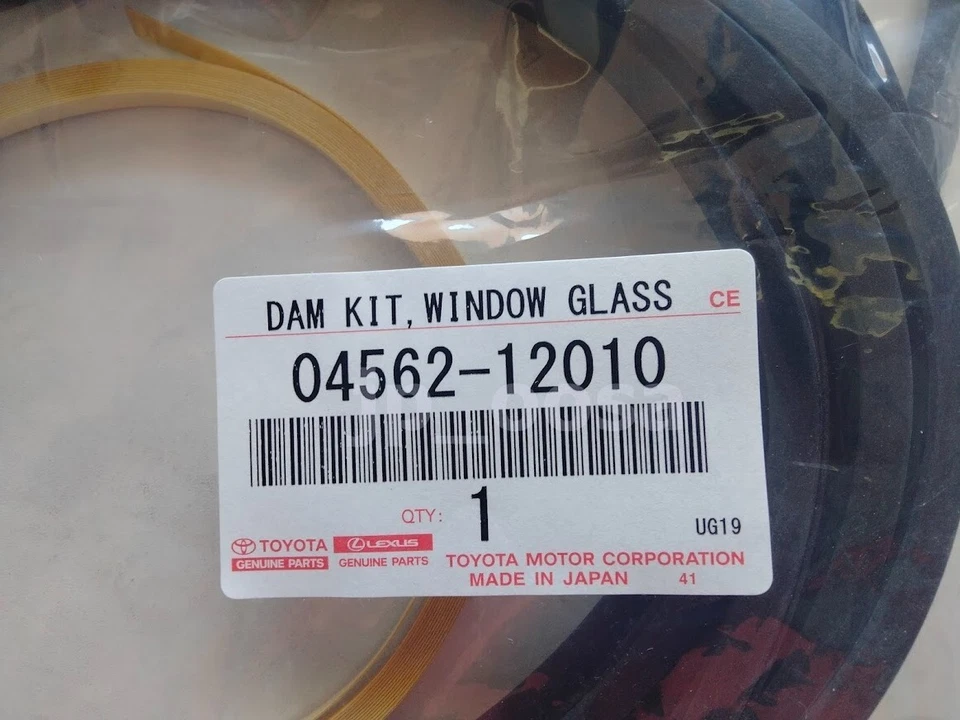 DAM KIT, WINDOW GLASS CE
04562-12010
QTY: 1
UG19
TOYOTA LEXUS
GENUINE PARTS GENUINE PARTS
TOYOTA MOTOR CORPORATION
MADE IN JAPAN 41